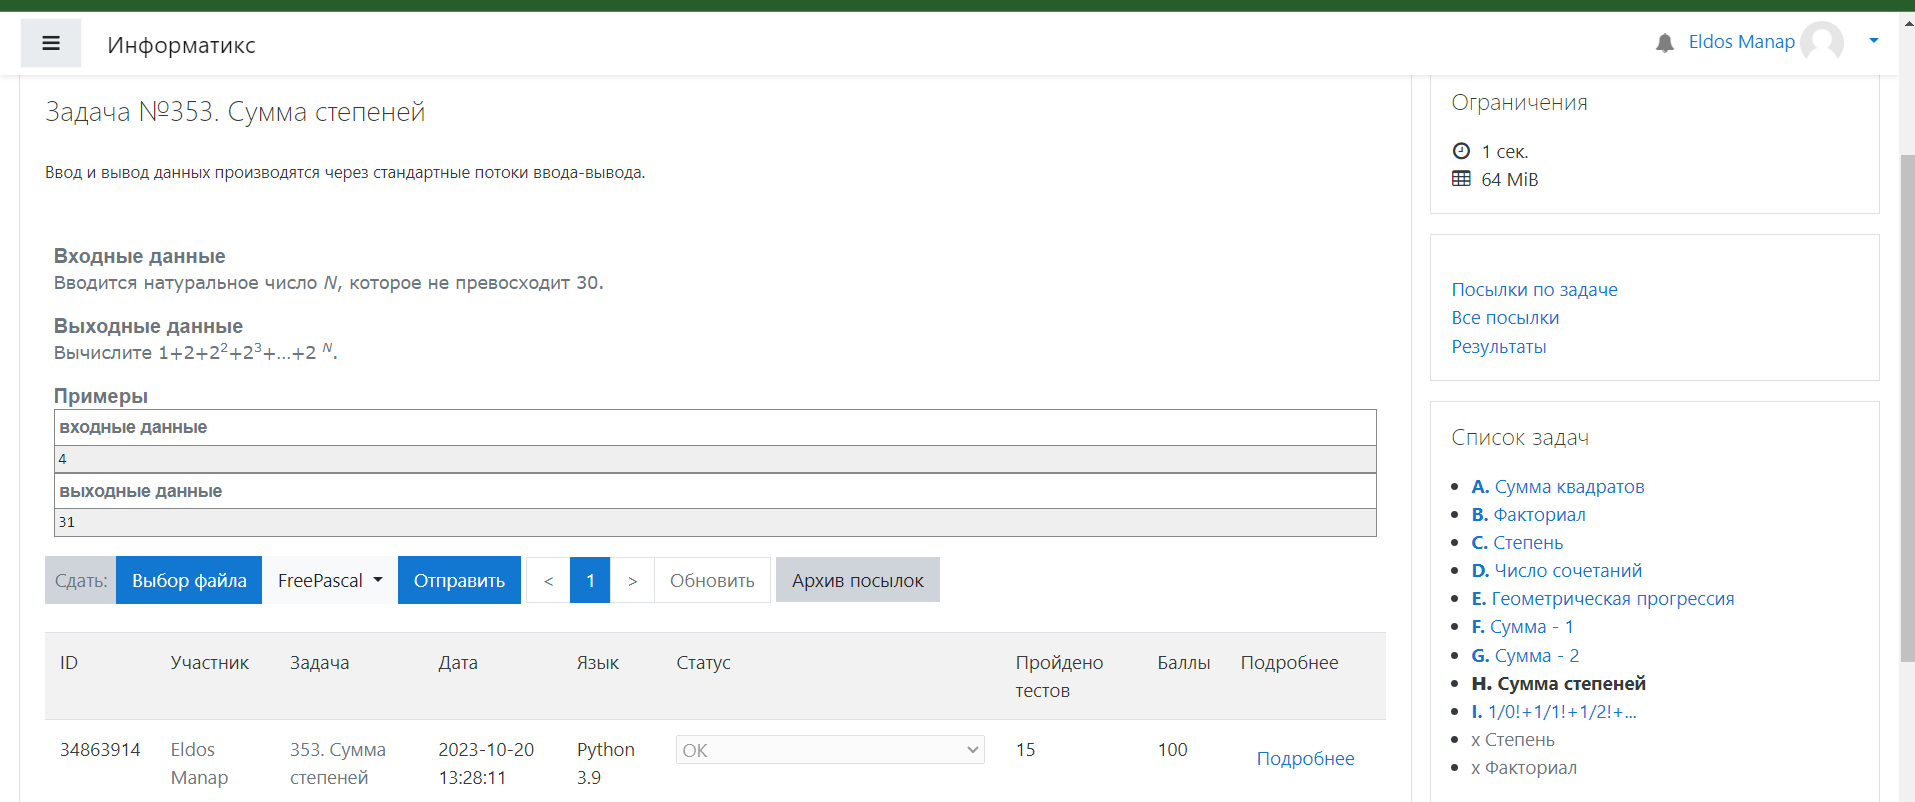 Информатикс
Eldos Manap
Задача №353. Сумма степеней
Ввод и вывод данных производятся через стандартные потоки ввода-вывода.
Входные данные
Вводится натуральное число N, которое не превосходит 30.
Выходные данные
Вычислите 1+2+2²+2³+...+2 ᴺ.
Примеры
входные данные
4
выходные данные
31
Сдать: Выбор файла FreePascal Отправить < 1 > Обновить Архив посылок
ID Участник Задача Дата Язык Статус Пройдено тестов Баллы Подробнее
34863914 Eldos Manap 353. Сумма степеней 2023-10-20 13:28:11 Python 3.9 OK 15 100 Подробнее
Ограничения
1 сек.
64 MiB
Посылки по задаче
Все посылки
Результаты
Список задач
A. Сумма квадратов
B. Факториал
C. Степень
D. Число сочетаний
E. Геометрическая прогрессия
F. Сумма - 1
G. Сумма - 2
H. Сумма степеней
I. 1/0!+1/1!+1/2!+...
x Степень
x Факториал